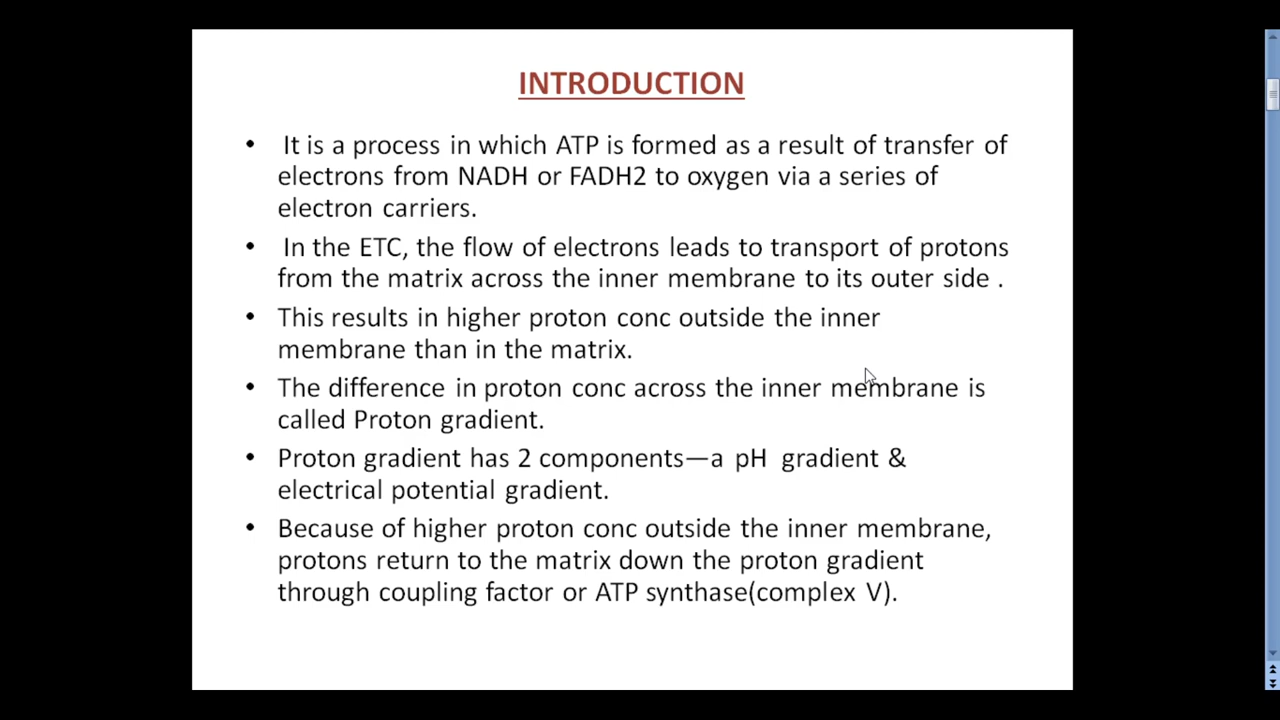 INTRODUCTION
• It is a process in which ATP is formed as a result of transfer of
electrons from NADH or FADH2 to oxygen via a series of
electron carriers.
• In the ETC, the flow of electrons leads to transport of protons
from the matrix across the inner membrane to its outer side .
• This results in higher proton conc outside the inner
membrane than in the matrix.
• The difference in proton conc across the inner membrane is
called Proton gradient.
• Proton gradient has 2 components—a pH gradient &
electrical potential gradient.
• Because of higher proton conc outside the inner membrane,
protons return to the matrix down the proton gradient
through coupling factor or ATP synthase(complex V).